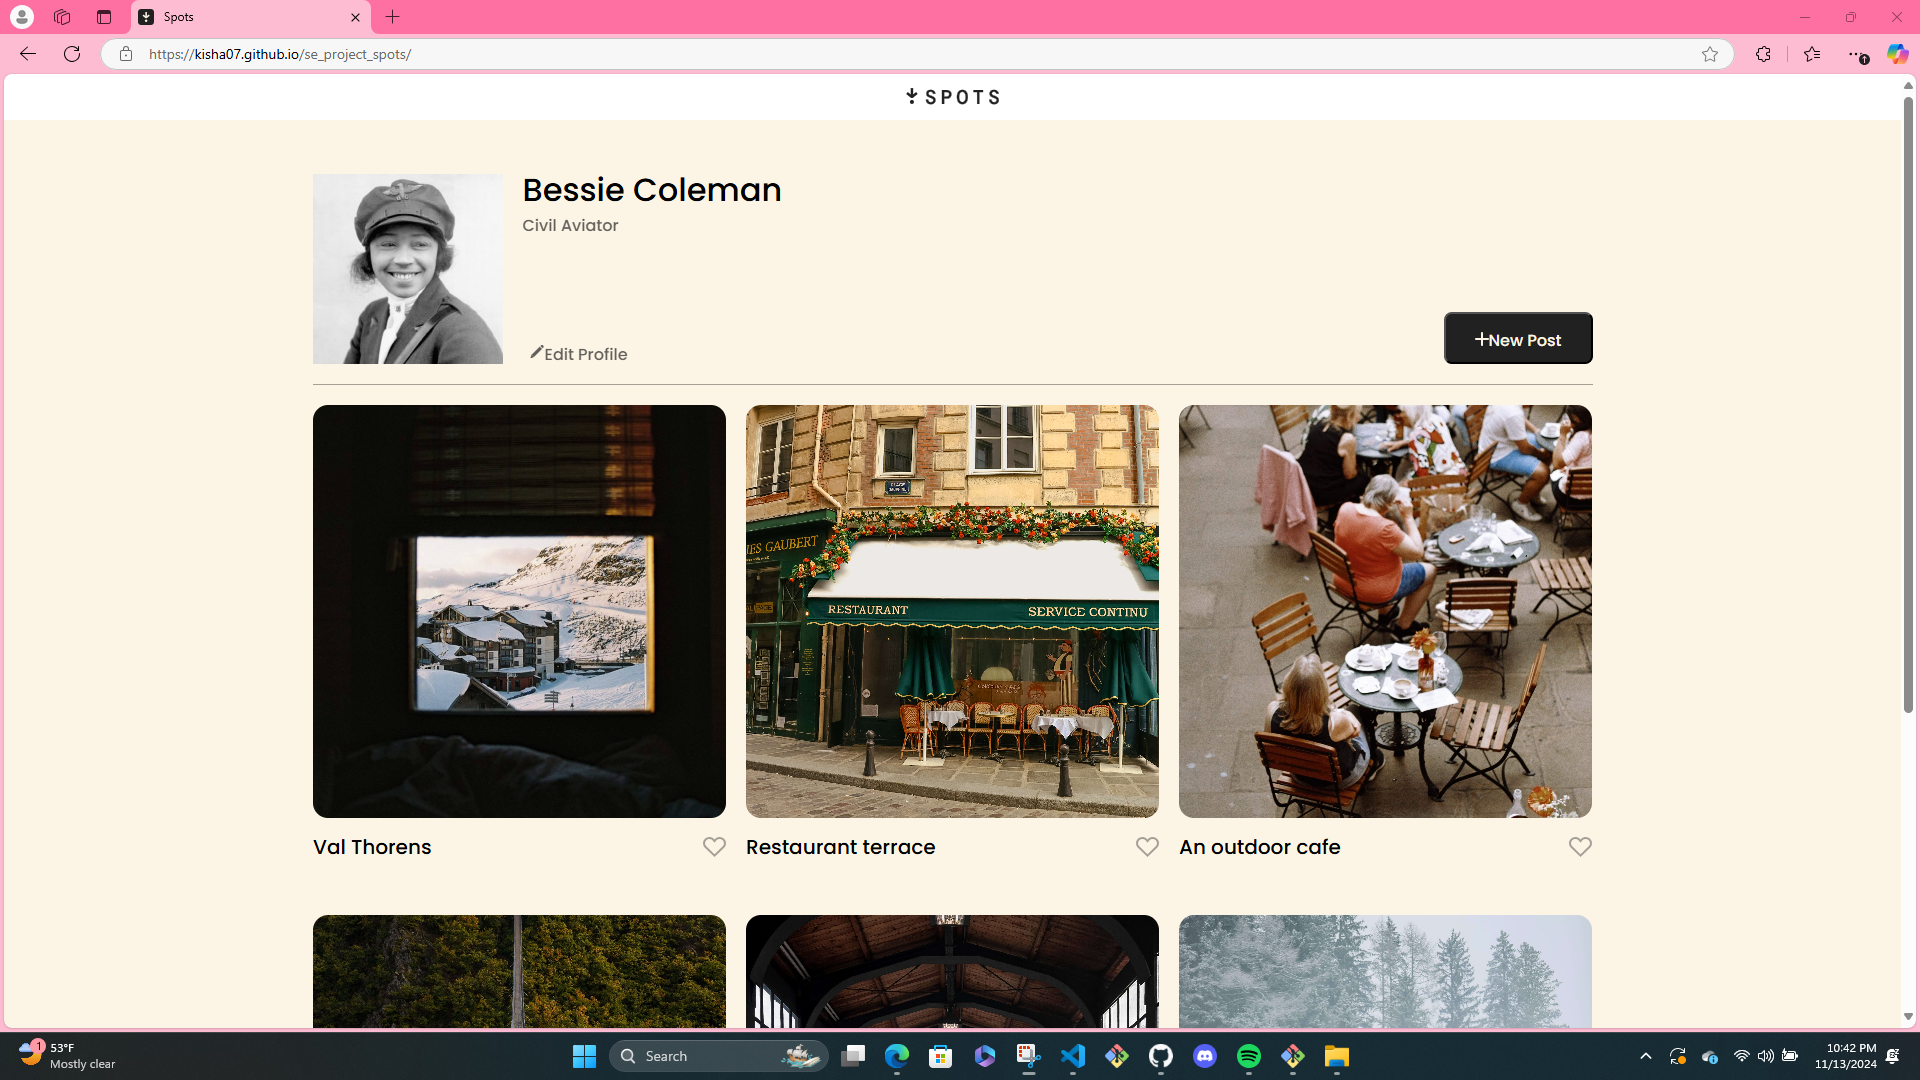 Spots
https://kisha07.github.io/se_project_spots/
SPOTS
Bessie Coleman
Civil Aviator
Edit Profile
New Post
GAUBERT
RESTAURANT
SERVICE CONTINU
Val Thorens
Restaurant terrace
An outdoor cafe
1
53°F
Mostly clear
Search
10:42 PM
11/13/2024